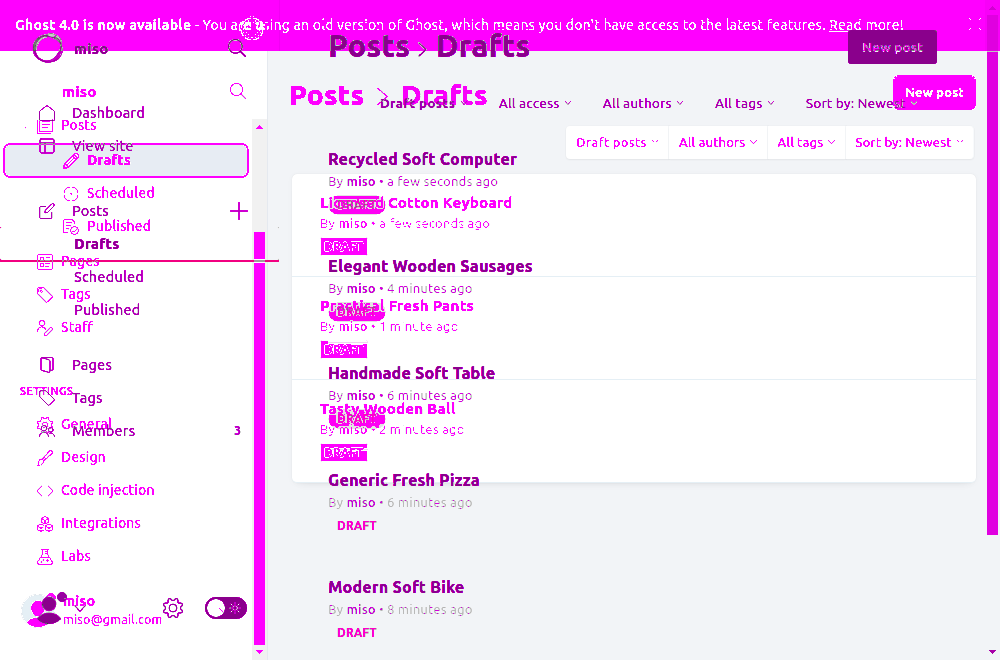 Ghost 4.0 is now available - You are using an old version of Ghost, which means you don't have access to the latest features. Read more!
miso
Posts > Drafts
New post
miso
Posts > Drafts
New post
Dashboard
Draft posts
All access
All authors
All tags
Sort by: Newest
Posts
View site
Drafts
Draft posts
All authors
All tags
Sort by: Newest
Scheduled
Posts
Published
Drafts
Pages
Scheduled
Tags
Published
Staff
Pages
SETTINGS
Tags
General
Members
3
Design
Code injection
Integrations
Labs
miso
miso@gmail.com
Recycled Soft Computer
By miso • a few seconds ago
Cotton Keyboard
By miso • a few seconds ago
DRAFT
Elegant Wooden Sausages
By miso • 4 minutes ago
Practical Fresh Pants
DRAFT
By miso • 1 minute ago
DRAFT
Handmade Soft Table
By miso • 6 minutes ago
Tasty Wooden Ball
DRAFT
By miso • 2 minutes ago
DRAFT
Generic Fresh Pizza
By miso • 6 minutes ago
DRAFT
Modern Soft Bike
By miso • 8 minutes ago
DRAFT